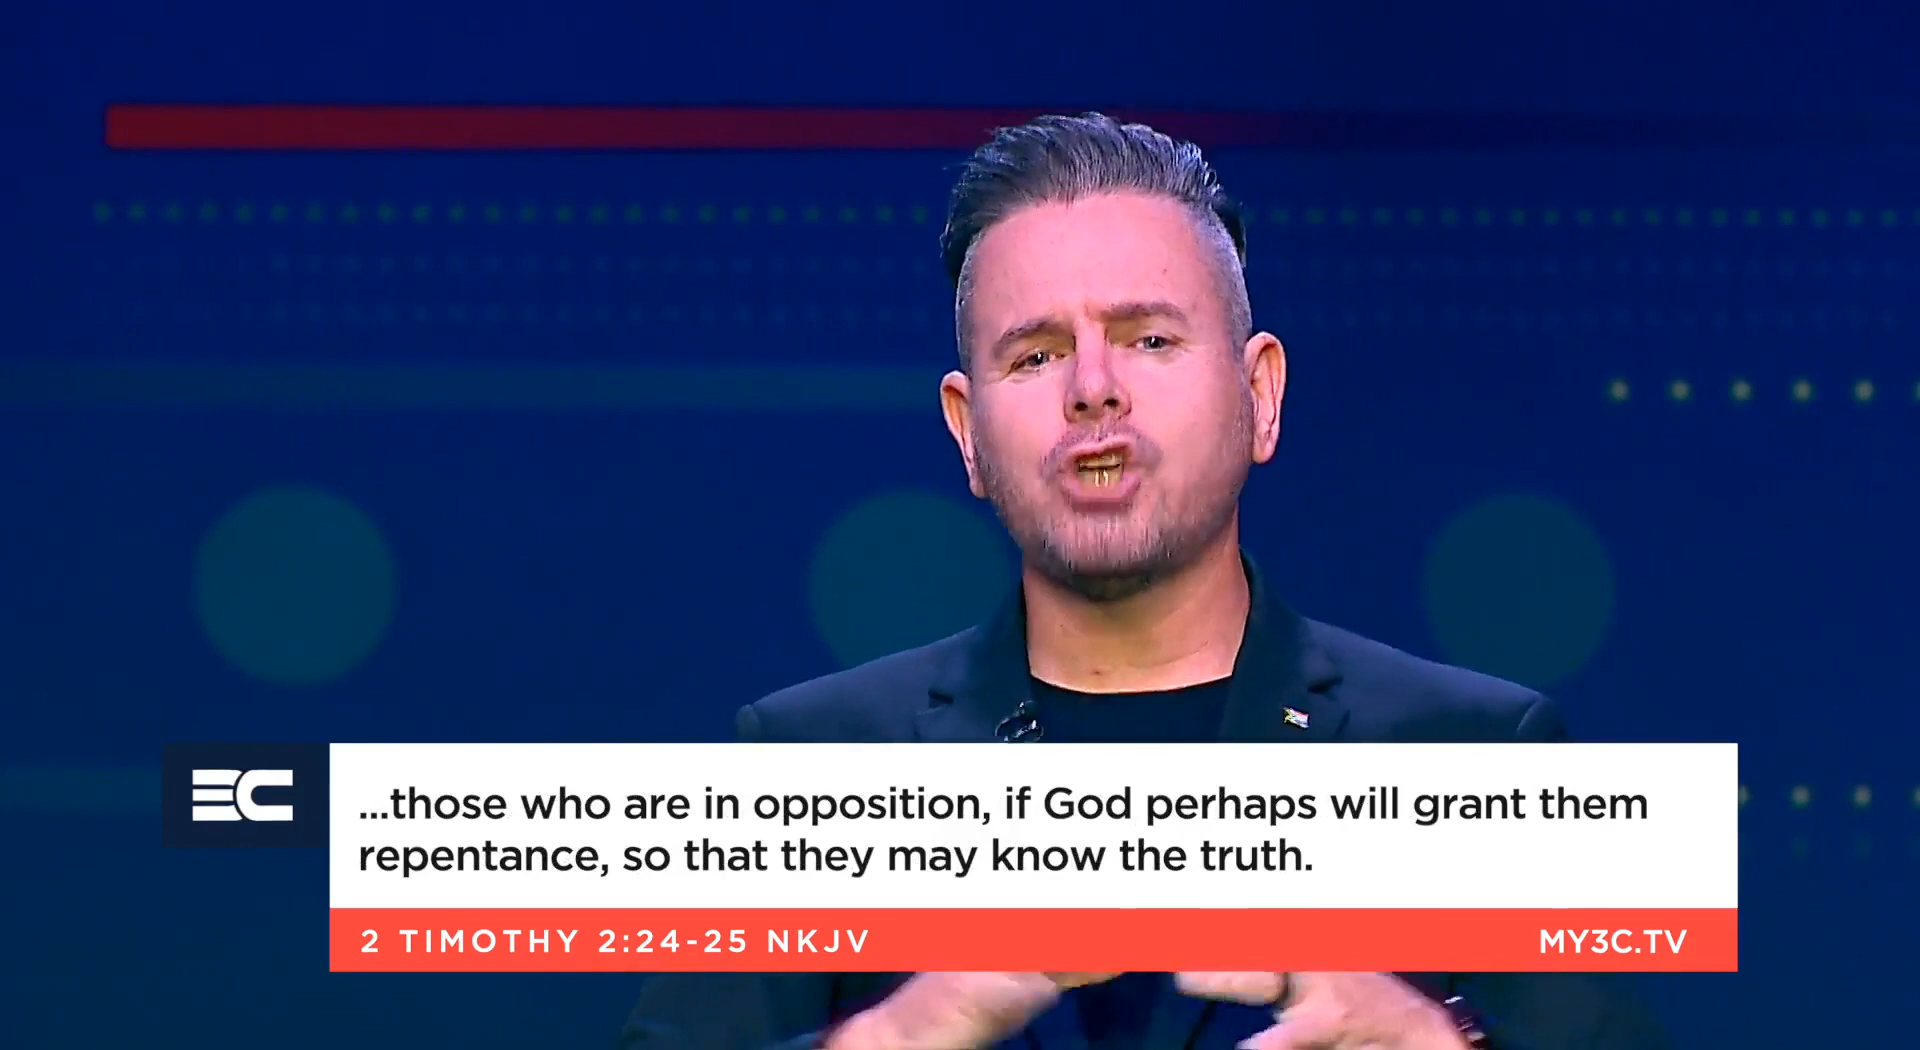 3C
...those who are in opposition, if God perhaps will grant them
repentance, so that they may know the truth.
2 TIMOTHY 2:24-25 NKJV
MY3C.TV